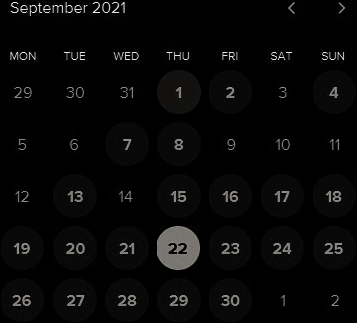 September 2021
MON TUE WED THU FRI SAT SUN
29 30 31 1 2 3 4
5 6 7 8 9 10 11
12 13 14 15 16 17 18
19 20 21 22 23 24 25
26 27 28 29 30 1 2